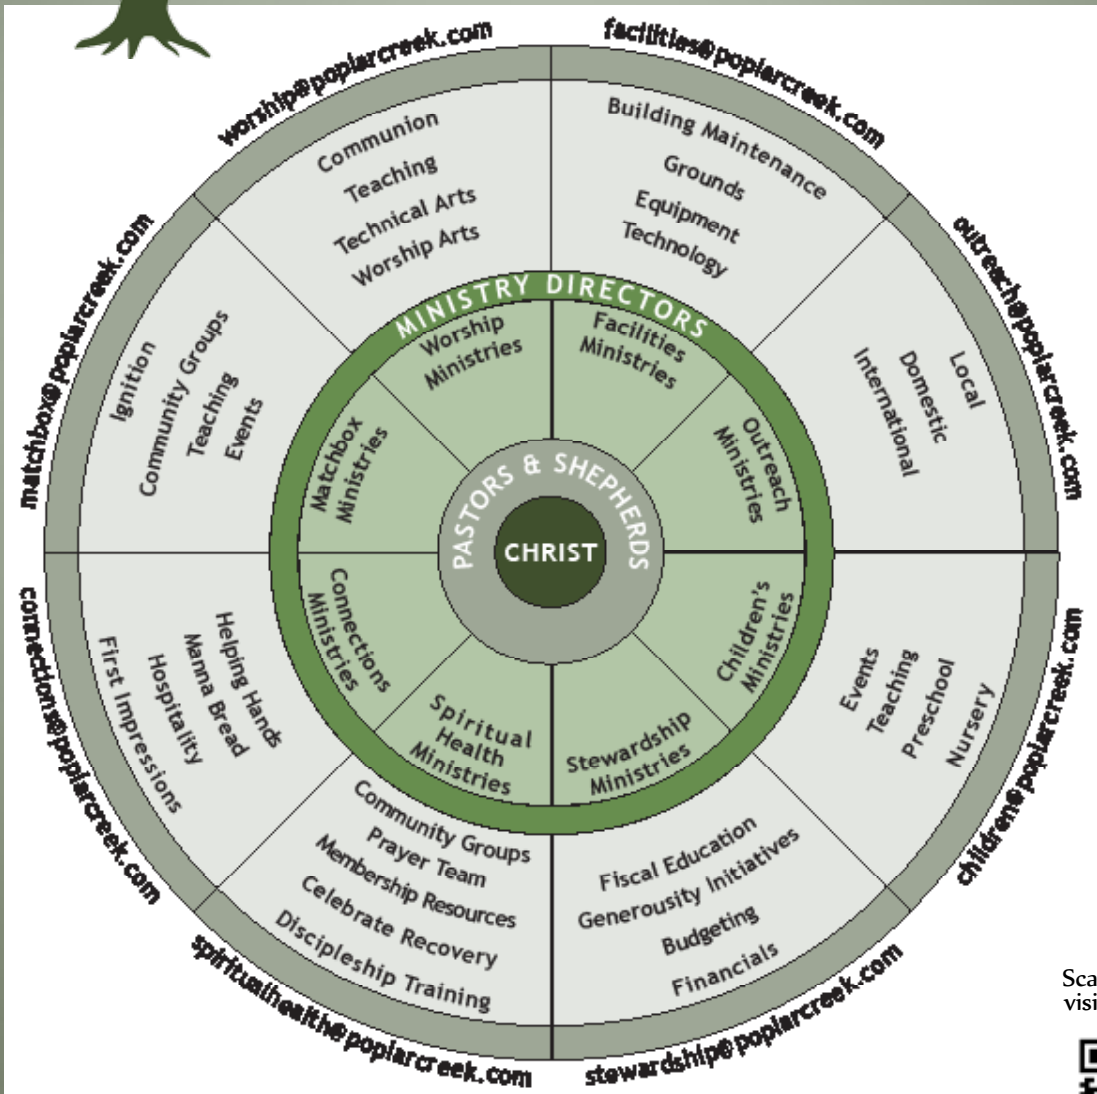 worship@poplarcreek.com
facilities@poplarcreek.com
outreach@poplarcreek.com
children@poplarcreek.com
stewardship@poplarcreek.com
spiritualhealth@poplarcreek.com
connections@poplarcreek.com
matchbox@poplarcreek.com
Communion
Teaching
Technical Arts
Worship Arts
Building Maintenance
Grounds
Equipment
Technology
Local
Domestic
International
Events
Teaching
Preschool
Nursery
Fiscal Education
Generousity Initiatives
Budgeting
Financials
Community Groups
Prayer Team
Membership Resources
Celebrate Recovery
Discipleship Training
Helping Hands
Manna Bread
Hospitality
First Impressions
Ignition
Community Groups
Teaching
Events
MINISTRY DIRECTORS
Worship
Ministries
Facilities
Ministries
Outreach
Ministries
Children's
Ministries
Stewardship
Ministries
Spiritual
Health
Ministries
Connections
Ministries
Matchbox
Ministries
PASTORS & SHEPHERDS
CHRIST